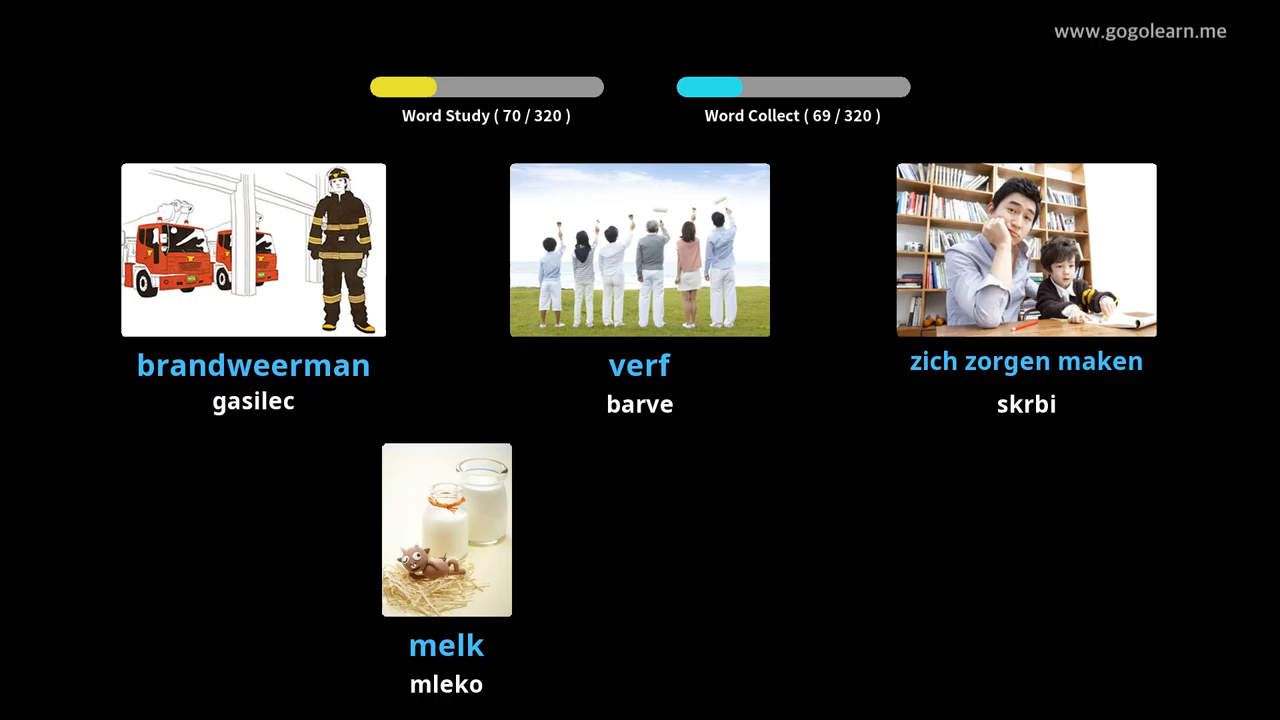 www.gogolearn.me
Word Study ( 70 / 320 )
Word Collect ( 69 / 320 )
brandweerman
gasilec
verf
barve
zich zorgen maken
skrbi
melk
mleko